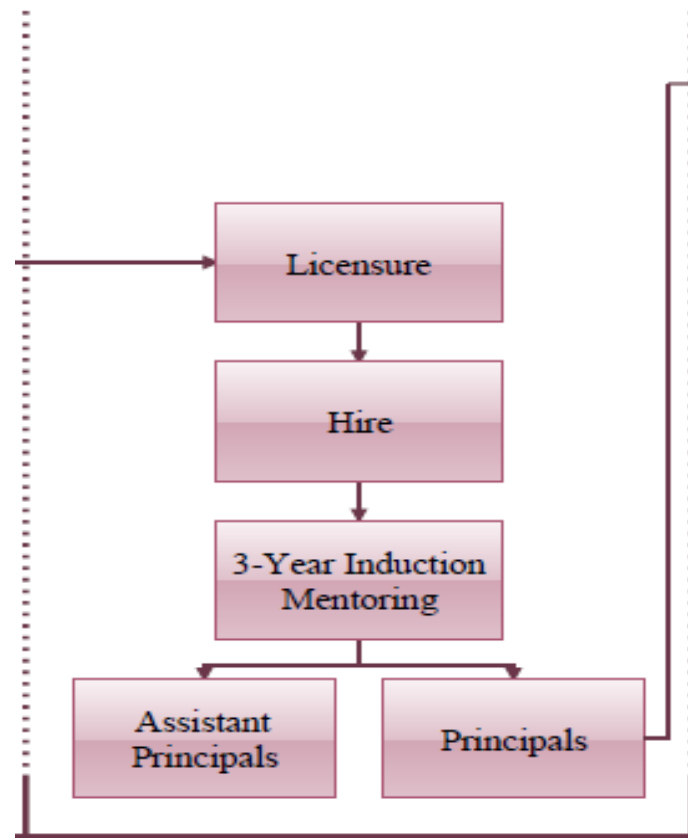 Licensure
Hire
3-Year Induction
Mentoring
Assistant
Principals
Principals